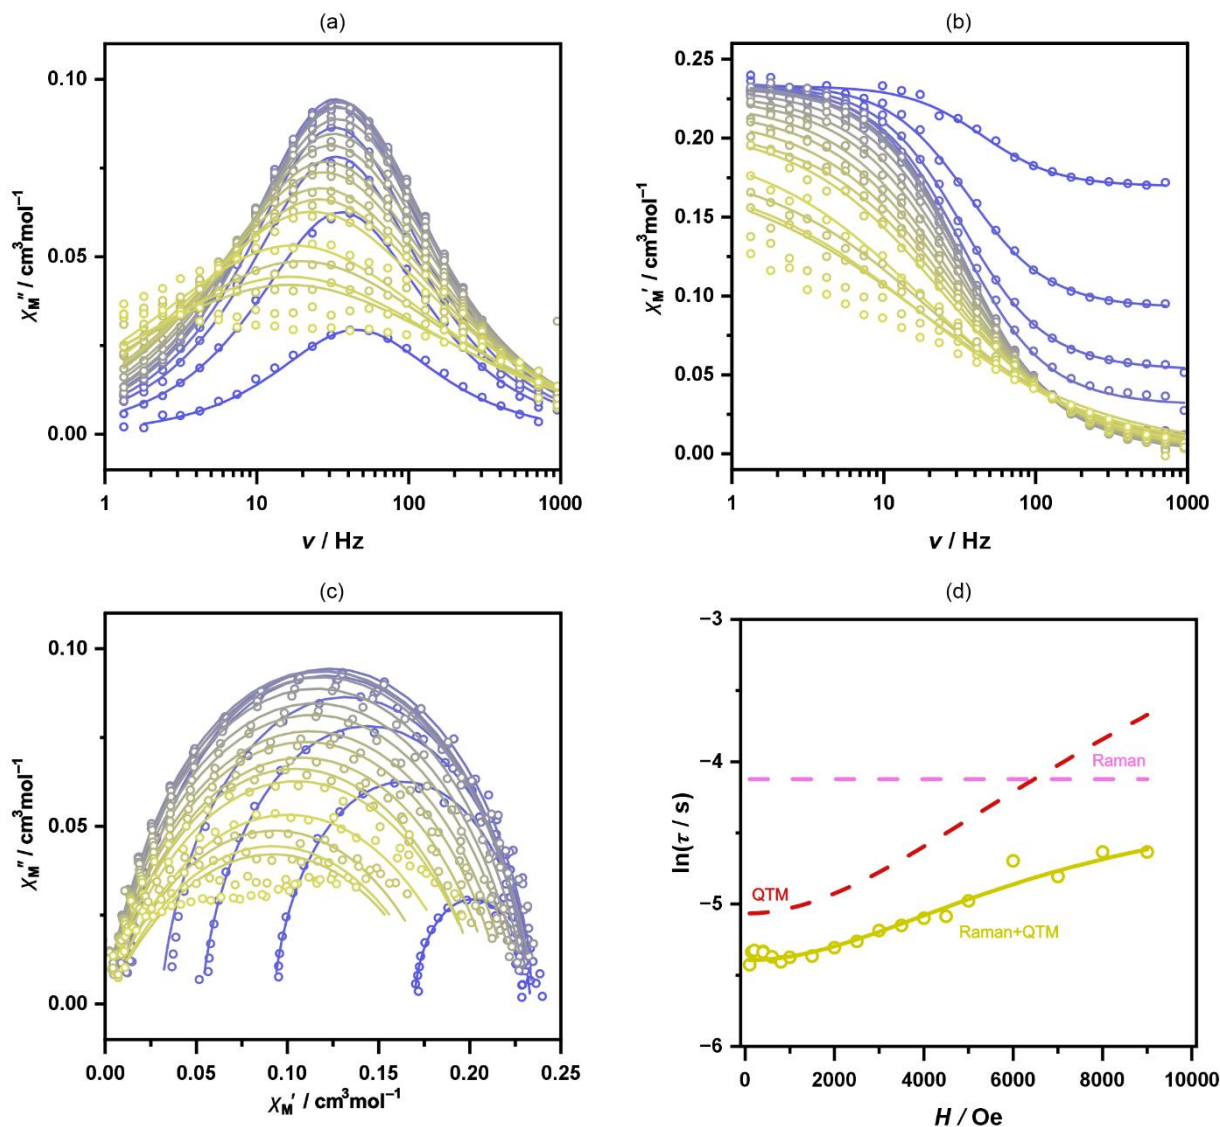 (a)
0.10
0.05
0.00
χM″ / cm³mol⁻¹
1
10
100
1000
ν / Hz
(b)
0.25
0.20
0.15
0.10
0.05
0.00
χM′ / cm³mol⁻¹
1
10
100
1000
ν / Hz
(c)
0.10
0.05
0.00
χM″ / cm³mol⁻¹
0.00
0.05
0.10
0.15
0.20
0.25
χM′ / cm³mol⁻¹
(d)
−3
−4
−5
−6
ln(τ / s)
Raman
QTM
Raman+QTM
0
2000
4000
6000
8000
10000
H / Oe